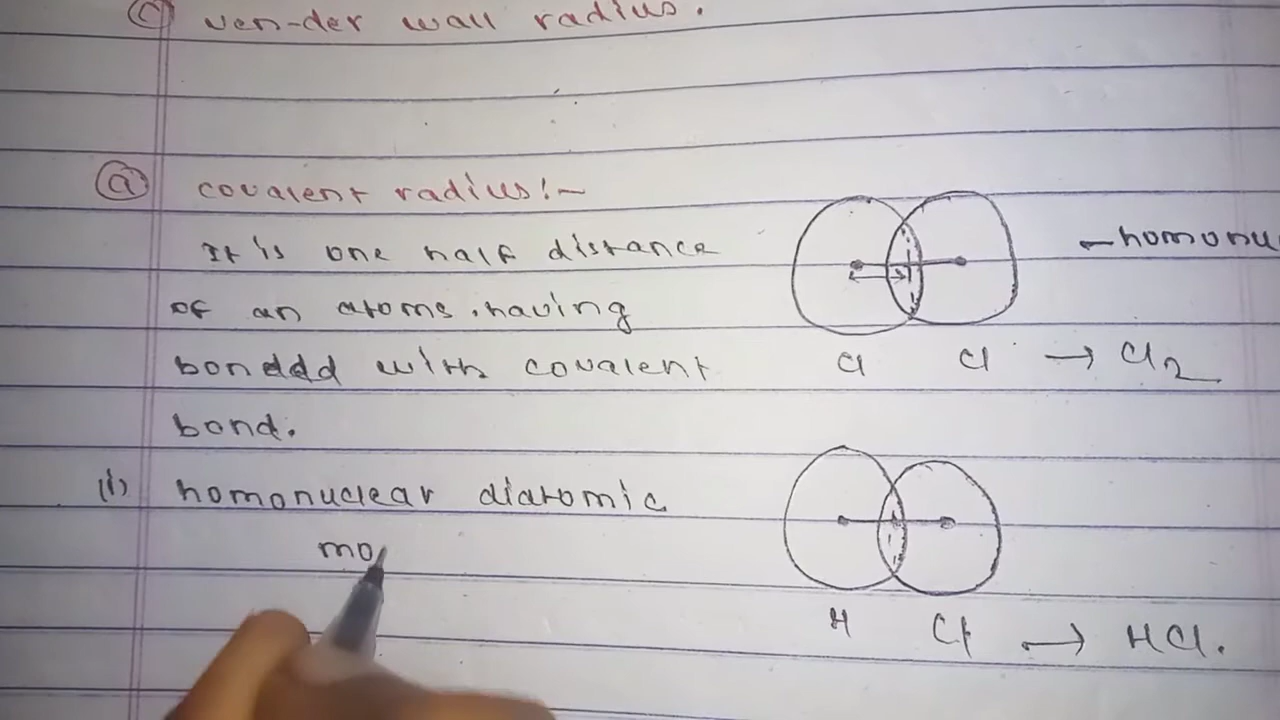 (c) ven-der wall radius.
(a) covalent radius:-
It is one half distance
of an atoms, having
bonddd with covalent
bond.
(i) homonuclear diatomic
mo
←homonu
Cl Cl → Cl2
H Cl → HCl.